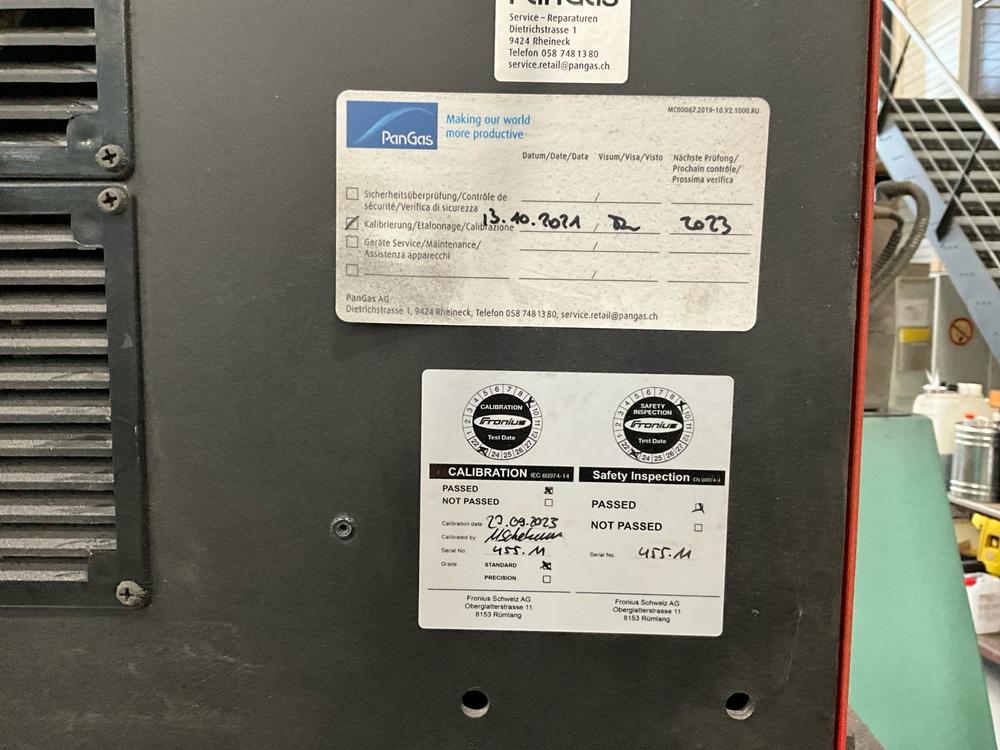 PanGas
Service – Reparaturen
Dietrichstrasse 1
9424 Rheineck
Telefon 058 748 13 80
service.retail@pangas.ch
MC00067.2019-10.V2.1000.RU
PanGas
Making our world
more productive
Datum/Date/Data Visum/Visa/Visto Nächste Prüfung/
Prochain contrôle/
Prossima verifica
Sicherheitsüberprüfung/Contrôle de
sécurité/Verifica di sicurezza
Kalibrierung/Etalonnage/Calibrazione 13.10.2021 / 2023
Geräte Service/Maintenance/
Assistenza apparecchi
PanGas AG
Dietrichstrasse 1, 9424 Rheineck, Telefon 058 748 13 80, service.retail@pangas.ch
CALIBRATION
Fronius
Test Date
CALIBRATION IEC 60974-14
PASSED
NOT PASSED
Calibration date 27.09.2023
Calibrated by
Serial No. 455.11
Grade STANDARD
PRECISION
Fronius Schweiz AG
Oberglatterstrasse 11
8153 Rümlang
SAFETY
INSPECTION
Fronius
Test Date
Safety Inspection EN 60974-4
PASSED
NOT PASSED
Serial No. 455.11
Fronius Schweiz AG
Oberglatterstrasse 11
8153 Rümlang